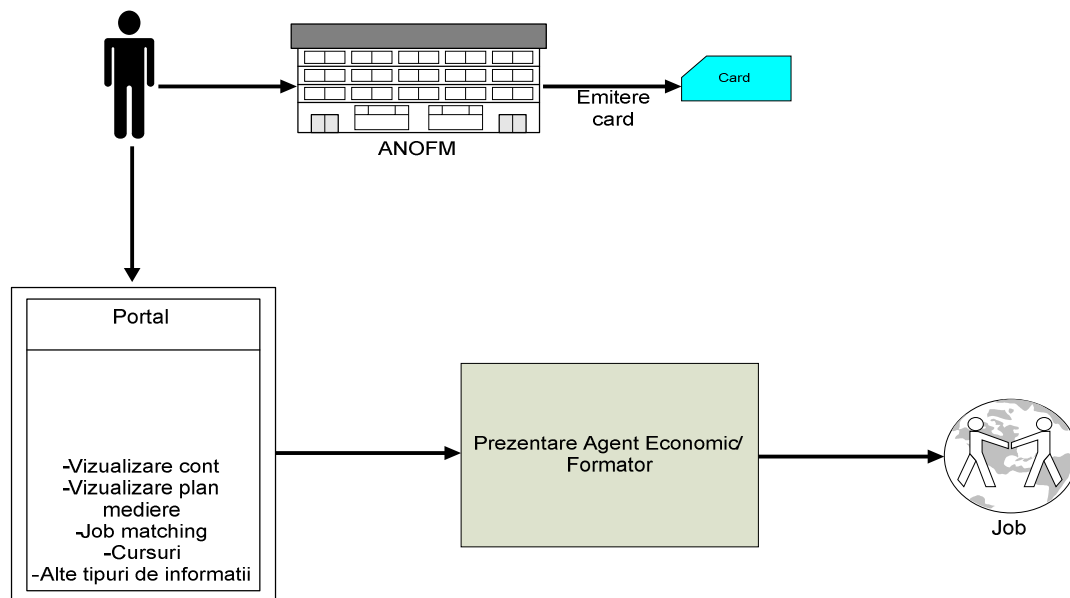 Card
Emitere
card
ANOFM
Portal
-Vizualizare cont
-Vizualizare plan
mediere
-Job matching
-Cursuri
-Alte tipuri de informatii
Prezentare Agent Economic/
Formator
Job